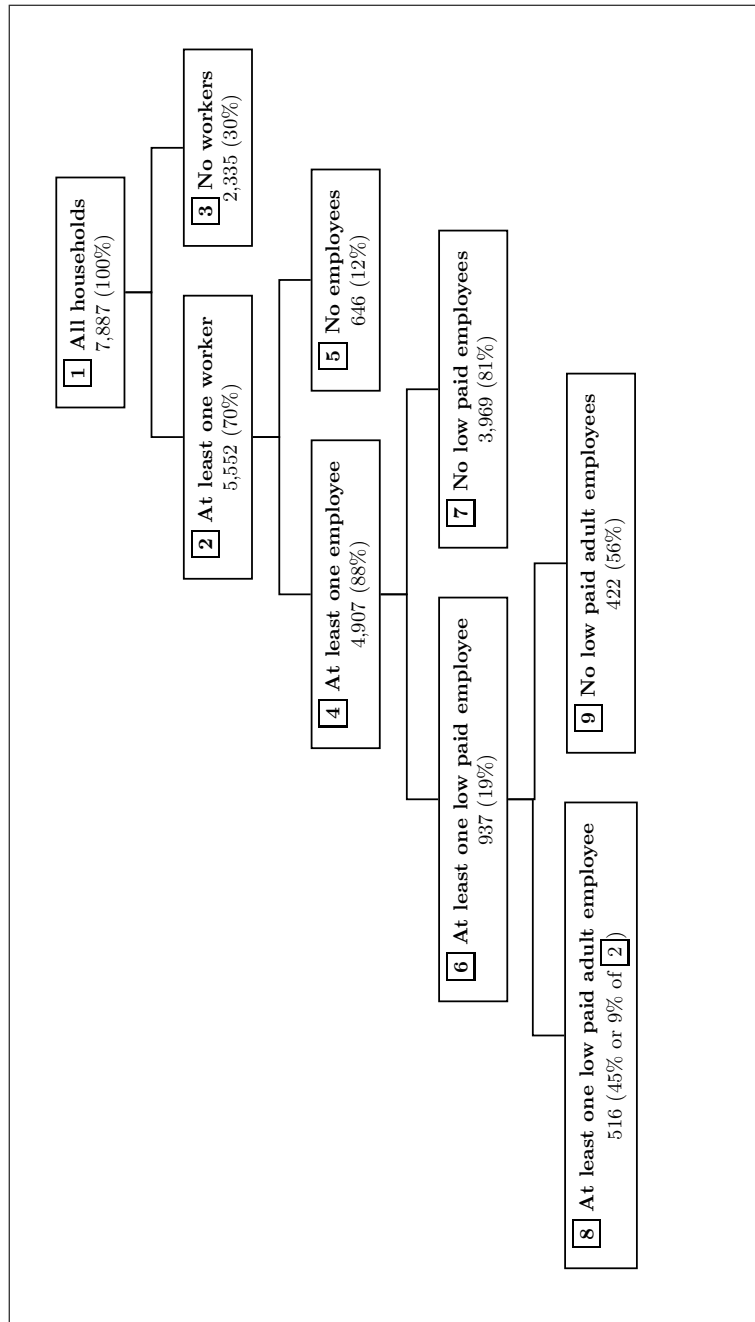 1 All households
7,887 (100%)
2 At least one worker
5,552 (70%)
3 No workers
2,335 (30%)
4 At least one employee
4,907 (88%)
5 No employees
646 (12%)
6 At least one low paid employee
937 (19%)
7 No low paid employees
3,969 (81%)
8 At least one low paid adult employee
516 (45% or 9% of 2)
9 No low paid adult employees
422 (56%)